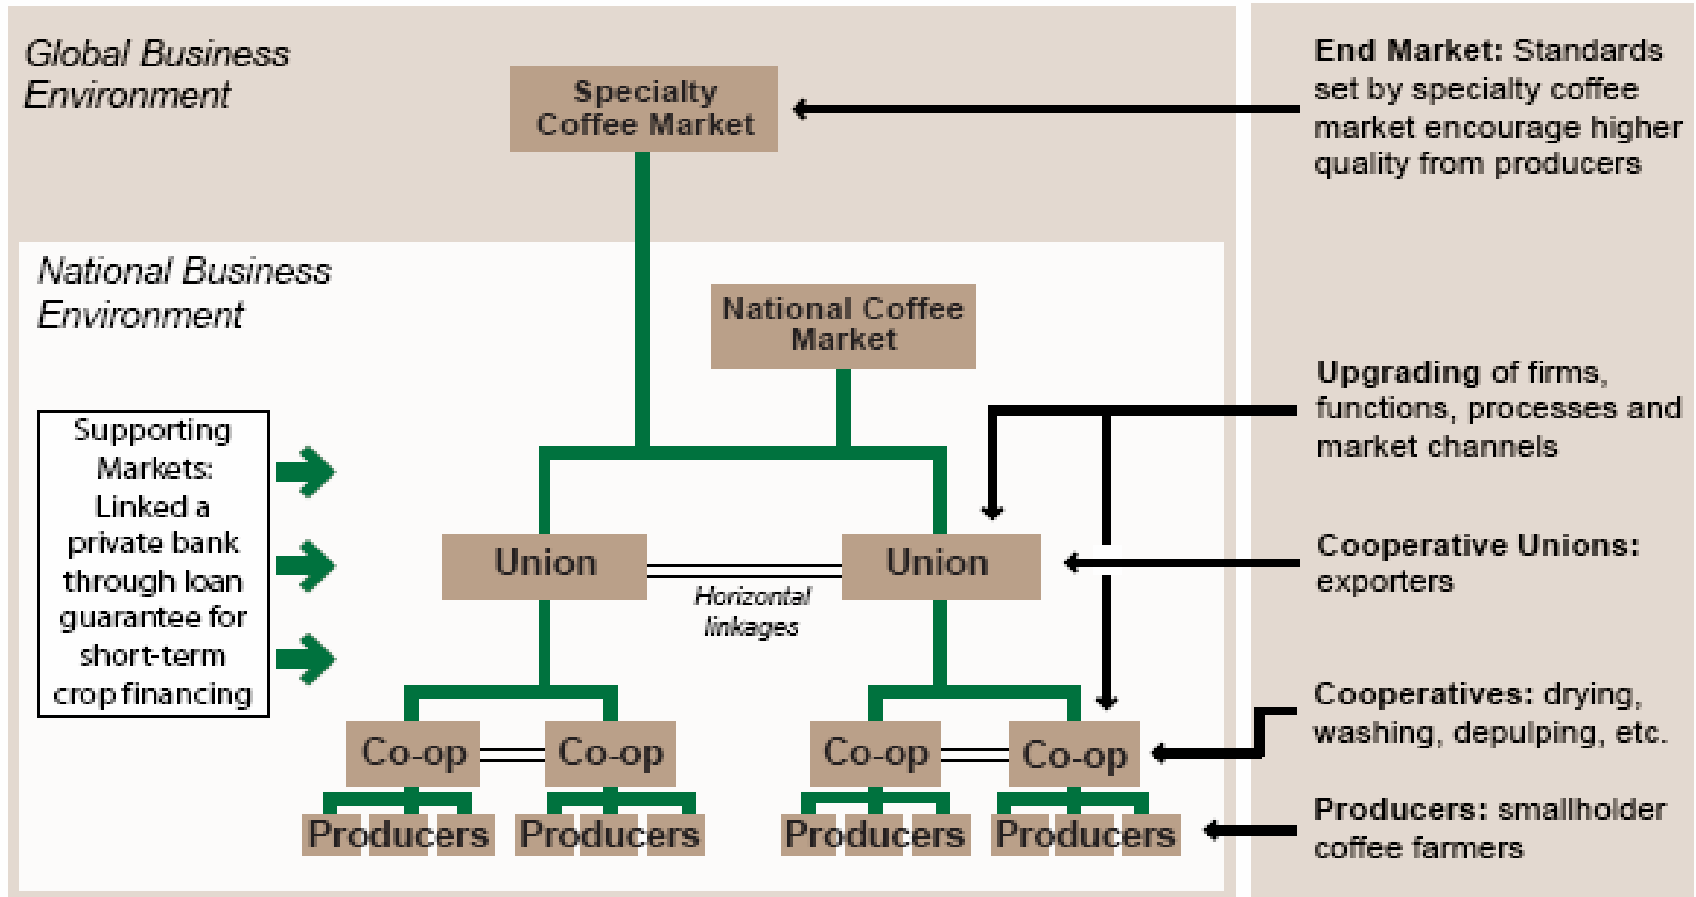 Global Business
Environment
Specialty
Coffee Market
End Market: Standards
set by specialty coffee
market encourage higher
quality from producers
National Business
Environment
National Coffee
Market
Supporting
Markets:
Linked a
private bank
through loan
guarantee for
short-term
crop financing
Upgrading of firms,
functions, processes and
market channels
Union
Union
Horizontal
linkages
Cooperative Unions:
exporters
Co-op
Co-op
Co-op
Co-op
Cooperatives: drying,
washing, depulping, etc.
Producers
Producers
Producers
Producers
Producers: smallholder
coffee farmers